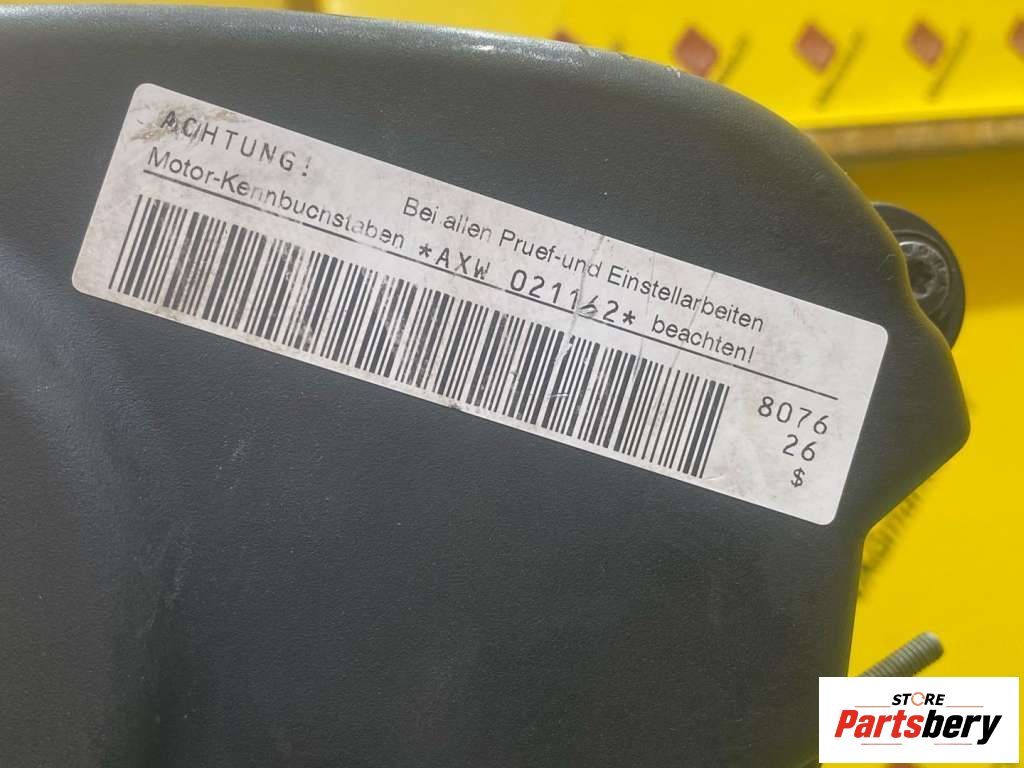 ACHTUNG!
Bei allen Pruef-und Einstellarbeiten
Motor-Kennbuchstaben *AXW 021162* beachten!
8076
26
$
STORE
Partsbery